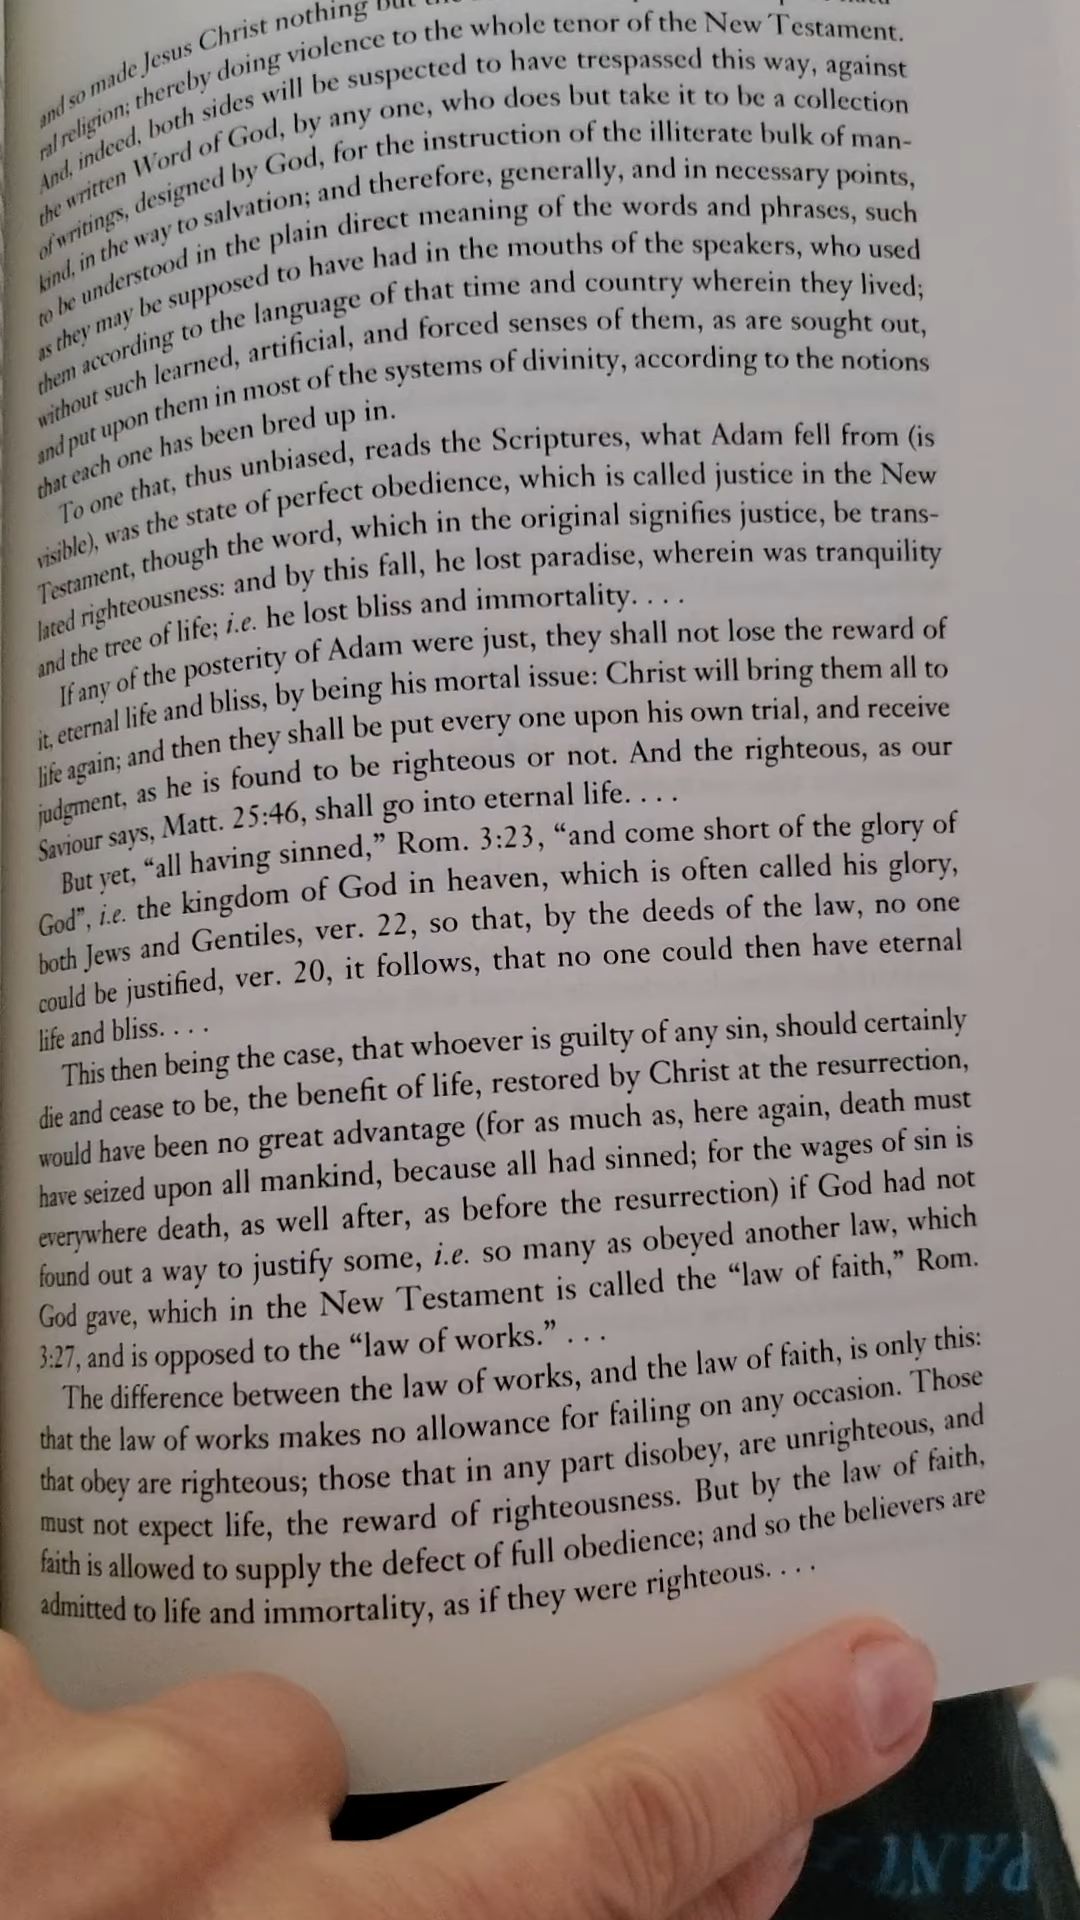 and so made Jesus Christ nothing but the
ral religion; thereby doing violence to the whole tenor of the New Testament.
And, indeed, both sides will be suspected to have trespassed this way, against
the written Word of God, by any one, who does but take it to be a collection
of writings, designed by God, for the instruction of the illiterate bulk of man-
kind, in the way to salvation; and therefore, generally, and in necessary points,
to be understood in the plain direct meaning of the words and phrases, such
as they may be supposed to have had in the mouths of the speakers, who used
them according to the language of that time and country wherein they lived;
without such learned, artificial, and forced senses of them, as are sought out,
and put upon them in most of the systems of divinity, according to the notions
that each one has been bred up in.
To one that, thus unbiased, reads the Scriptures, what Adam fell from (is
visible), was the state of perfect obedience, which is called justice in the New
Testament, though the word, which in the original signifies justice, be trans-
lated righteousness: and by this fall, he lost paradise, wherein was tranquility
and the tree of life; i.e. he lost bliss and immortality. . . .
If any of the posterity of Adam were just, they shall not lose the reward of
it, eternal life and bliss, by being his mortal issue: Christ will bring them all to
life again; and then they shall be put every one upon his own trial, and receive
judgment, as he is found to be righteous or not. And the righteous, as our
Saviour says, Matt. 25:46, shall go into eternal life. . . .
But yet, “all having sinned,” Rom. 3:23, “and come short of the glory of
God”, i.e. the kingdom of God in heaven, which is often called his glory,
both Jews and Gentiles, ver. 22, so that, by the deeds of the law, no one
could be justified, ver. 20, it follows, that no one could then have eternal
life and bliss. . . .
This then being the case, that whoever is guilty of any sin, should certainly
die and cease to be, the benefit of life, restored by Christ at the resurrection,
would have been no great advantage (for as much as, here again, death must
have seized upon all mankind, because all had sinned; for the wages of sin is
everywhere death, as well after, as before the resurrection) if God had not
found out a way to justify some, i.e. so many as obeyed another law, which
God gave, which in the New Testament is called the “law of faith,” Rom.
3:27, and is opposed to the “law of works.” . . .
The difference between the law of works, and the law of faith, is only this:
that the law of works makes no allowance for failing on any occasion. Those
that obey are righteous; those that in any part disobey, are unrighteous, and
must not expect life, the reward of righteousness. But by the law of faith,
faith is allowed to supply the defect of full obedience; and so the believers are
admitted to life and immortality, as if they were righteous. . . .
PANT